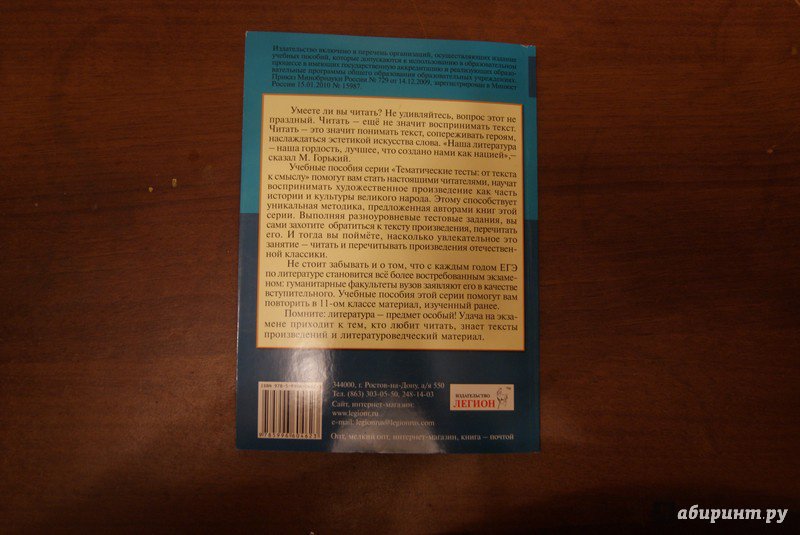 Издательство включено в перечень организаций, осуществляющих издание
учебных пособий, которые допускаются к использованию в образовательном
процессе в имеющих государственную аккредитацию и реализующих образо-
вательные программы общего образования образовательных учреждениях.
Приказ Минобрнауки России № 729 от 14.12.2009, зарегистрирован в Минюст
России 15.01.2010 № 15987.
Умеете ли вы читать? Не удивляйтесь, вопрос этот не
праздный. Читать – ещё не значит воспринимать текст.
Читать – это значит понимать текст, сопереживать героям,
наслаждаться эстетикой искусства слова. «Наша литература
– наша гордость, лучшее, что создано нами как нацией»,–
сказал М. Горький.
Учебные пособия серии «Тематические тесты: от текста
к смыслу» помогут вам стать настоящими читателями, научат
воспринимать художественное произведение как часть
истории и культуры великого народа. Этому способствует
уникальная методика, предложенная авторами книг этой
серии. Выполняя разноуровневые тестовые задания, вы
сами захотите обратиться к тексту произведения, перечитать
его. И тогда вы поймёте, насколько увлекательное это
занятие – читать и перечитывать произведения отечествен-
ной классики.
Не стоит забывать и о том, что с каждым годом ЕГЭ
по литературе становится всё более востребованным экзаме-
ном: гуманитарные факультеты вузов заявляют его в качестве
вступительного. Учебные пособия этой серии помогут вам
повторить в 11-ом классе материал, изученный ранее.
Помните: литература – предмет особый! Удача на экза-
мене приходит к тем, кто любит читать, знает тексты
произведений и литературоведческий материал.
344000, г. Ростов-на-Дону, а/я 550
Тел. (863) 303-05-50, 248-14-03
Сайт, интернет-магазин:
www.legionr.ru
e-mail: legionrus@legionrus.com
Опт, мелкий опт, интернет-магазин, книга – почтой
ИЗДАТЕЛЬСТВО
ЛЕГИОН
TM
лабиринт.ру